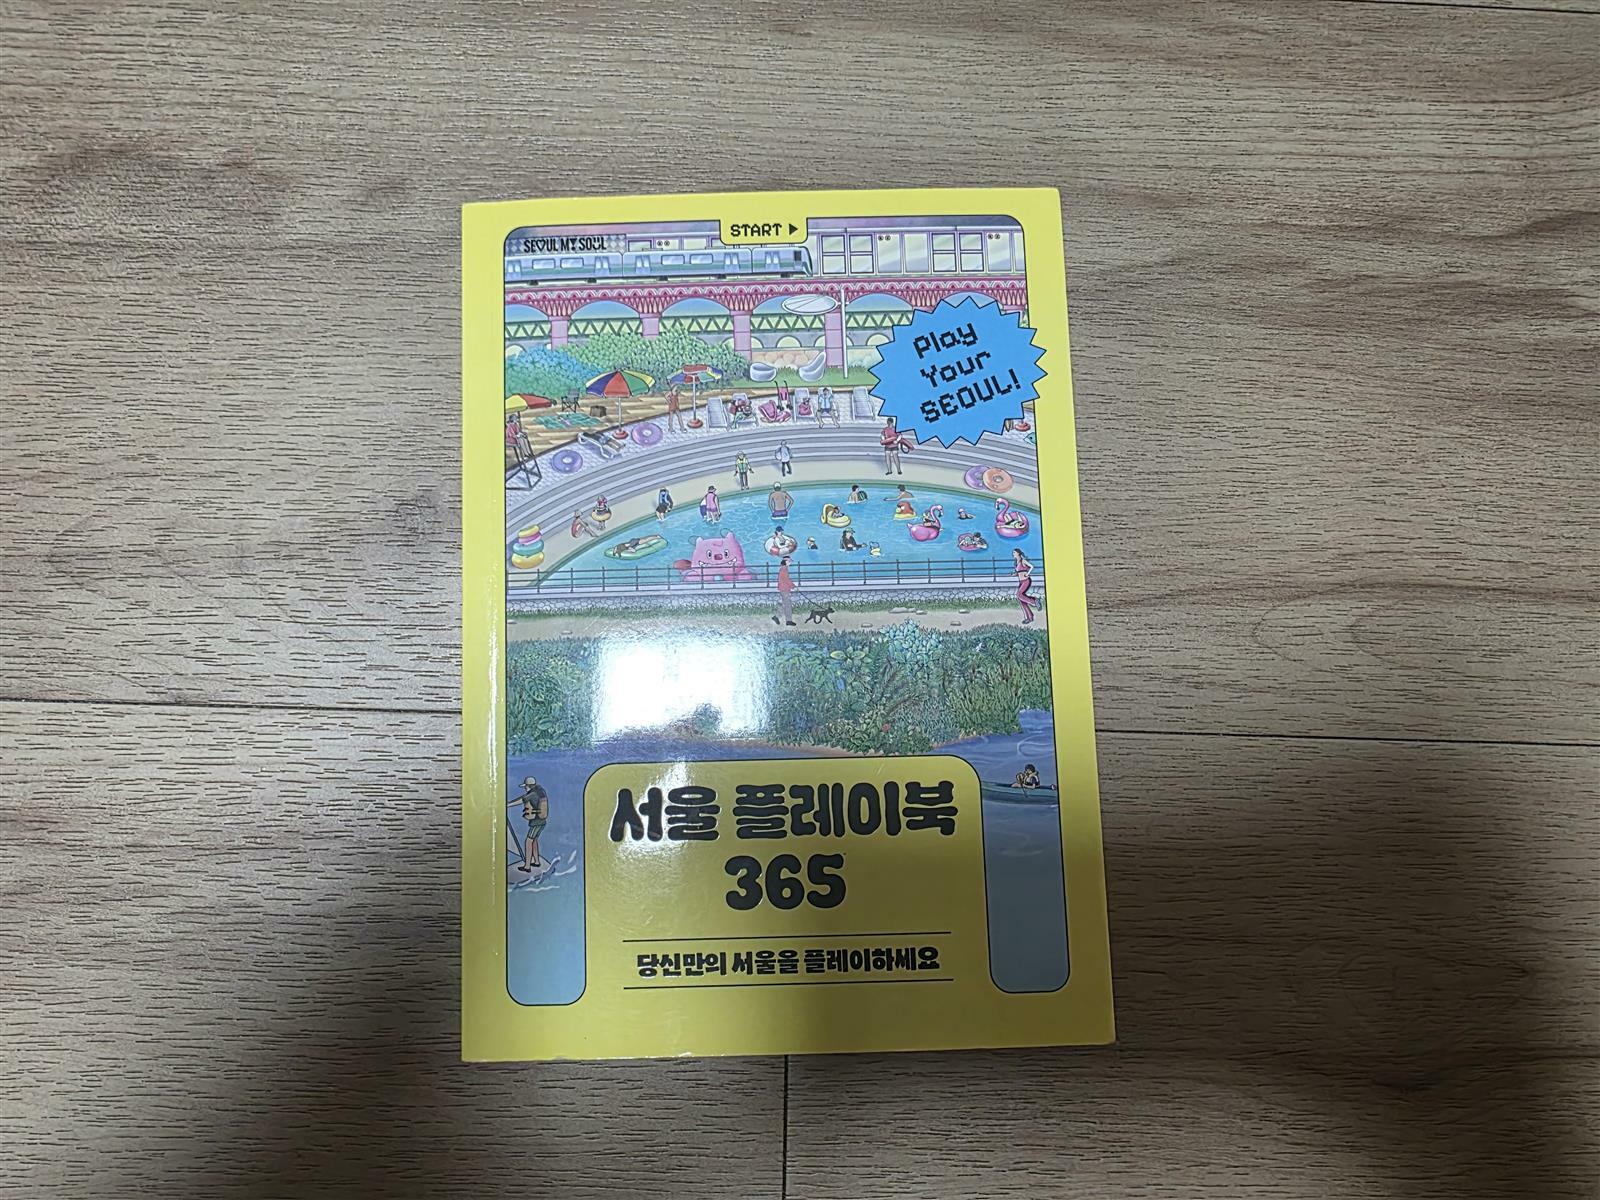 START ▶
SEOUL MY SOUL
Play
Your
SEOUL!
서울 플레이북
365
당신만의 서울을 플레이하세요